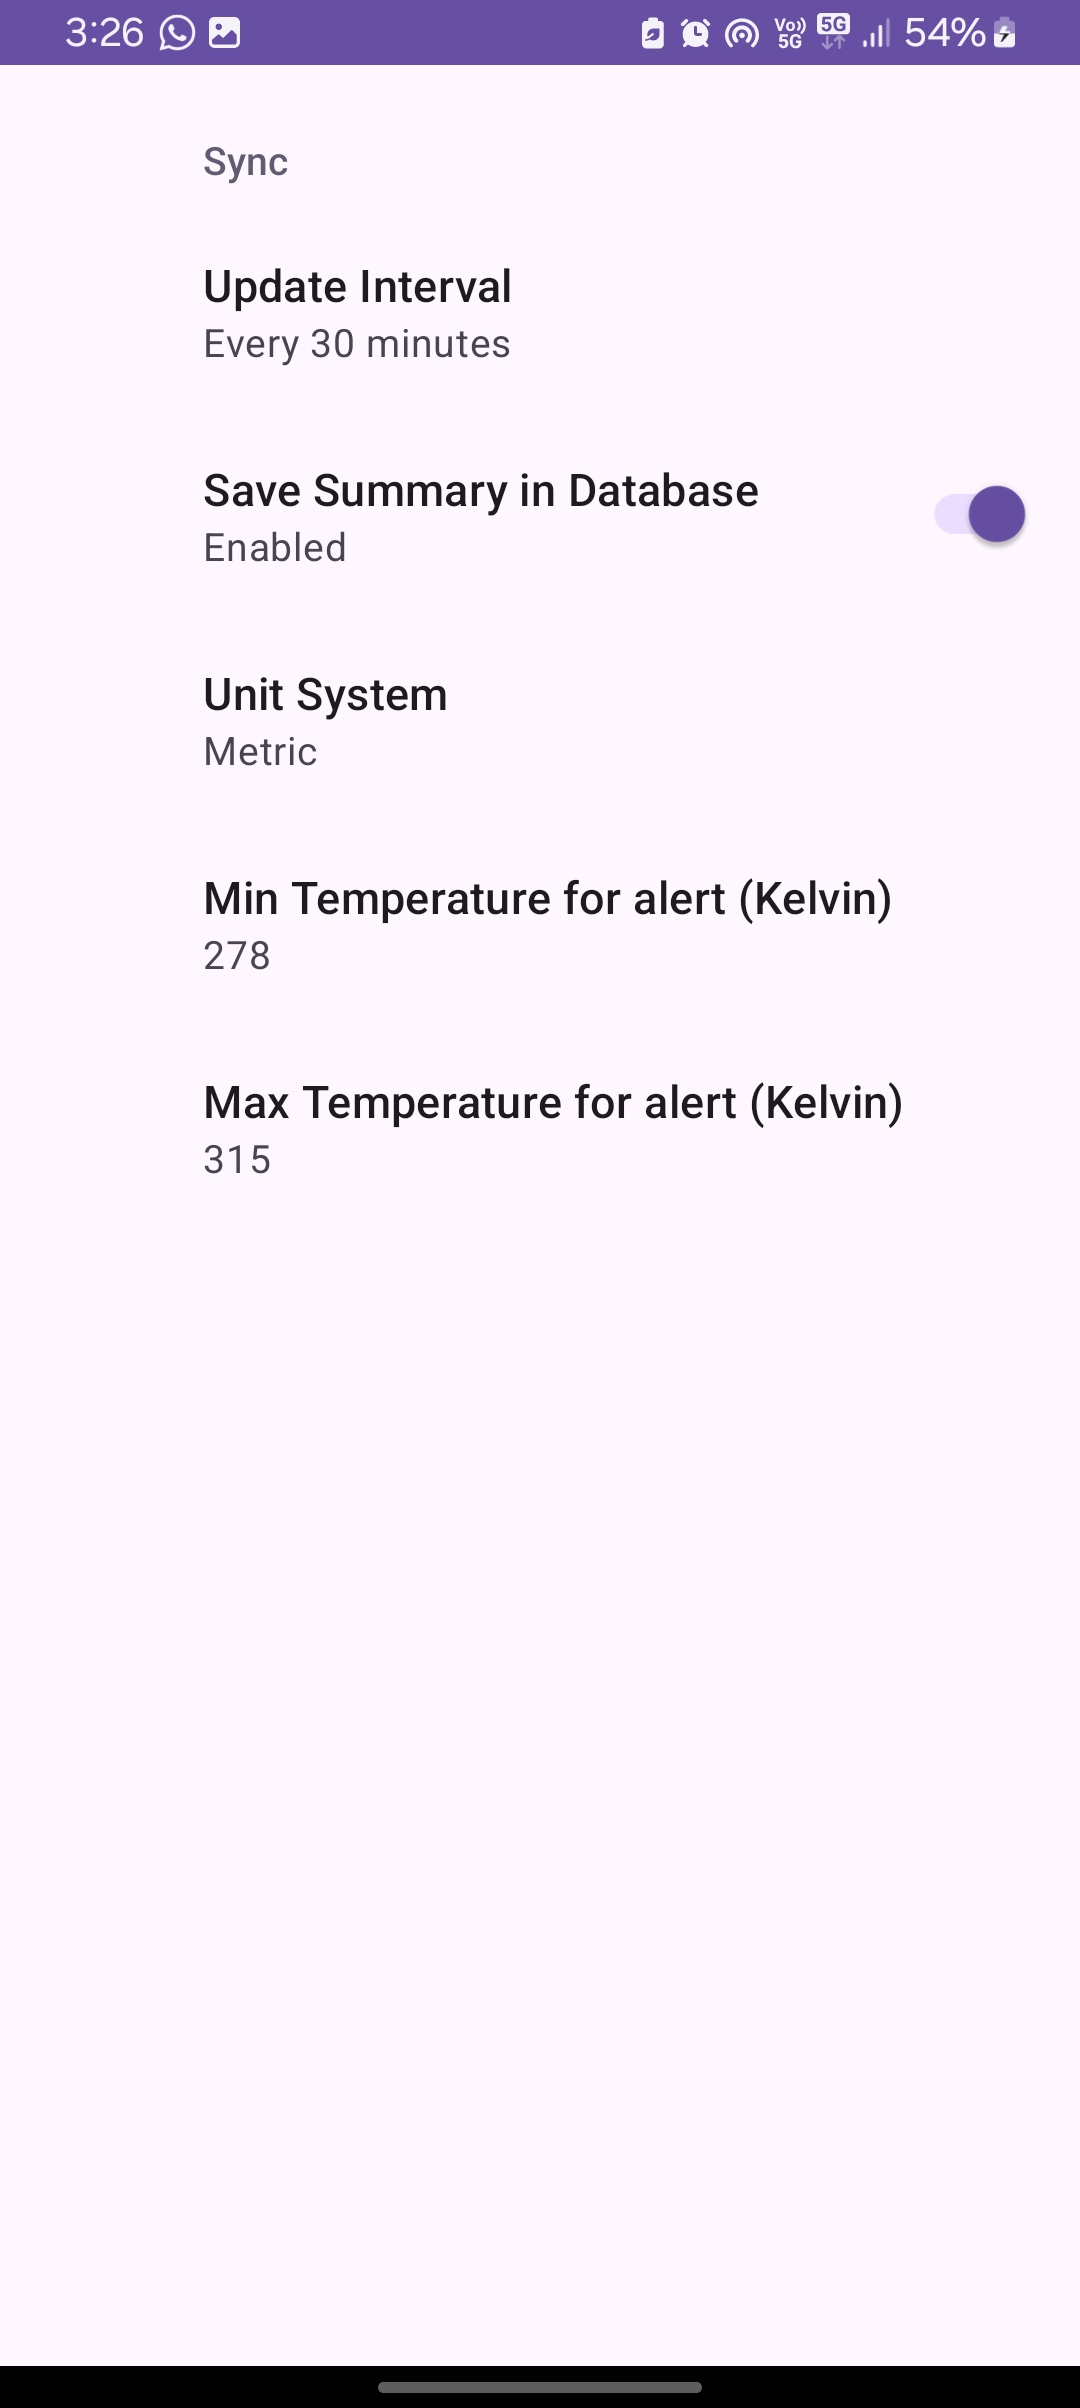 3:26 Vo)) 5G 5G 54%
Sync
Update Interval
Every 30 minutes
Save Summary in Database
Enabled
Unit System
Metric
Min Temperature for alert (Kelvin)
278
Max Temperature for alert (Kelvin)
315